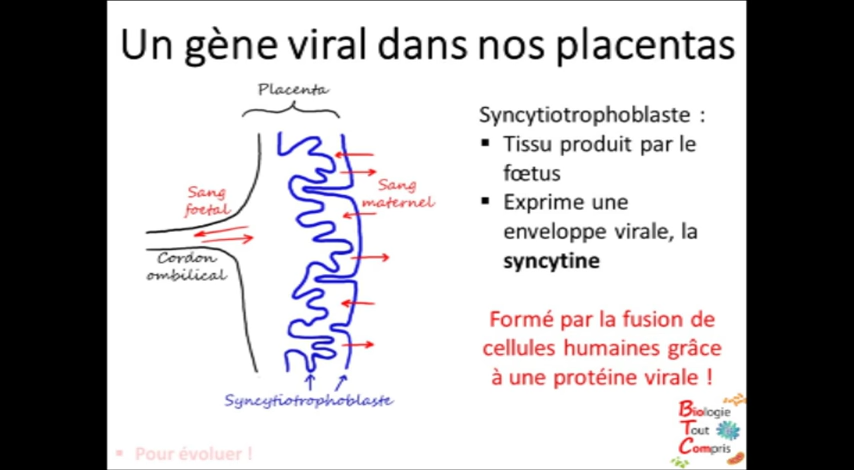 Un gène viral dans nos placentas
Placenta
Sang
foetal
Sang
maternel
Cordon
ombilical
Syncytiotrophoblaste
Syncytiotrophoblaste :
▪ Tissu produit par le
fœtus
▪ Exprime une
enveloppe virale, la
syncytine
Formé par la fusion de
cellules humaines grâce
à une protéine virale !
▪ Pour évoluer !
Biologie
Tout
Compris